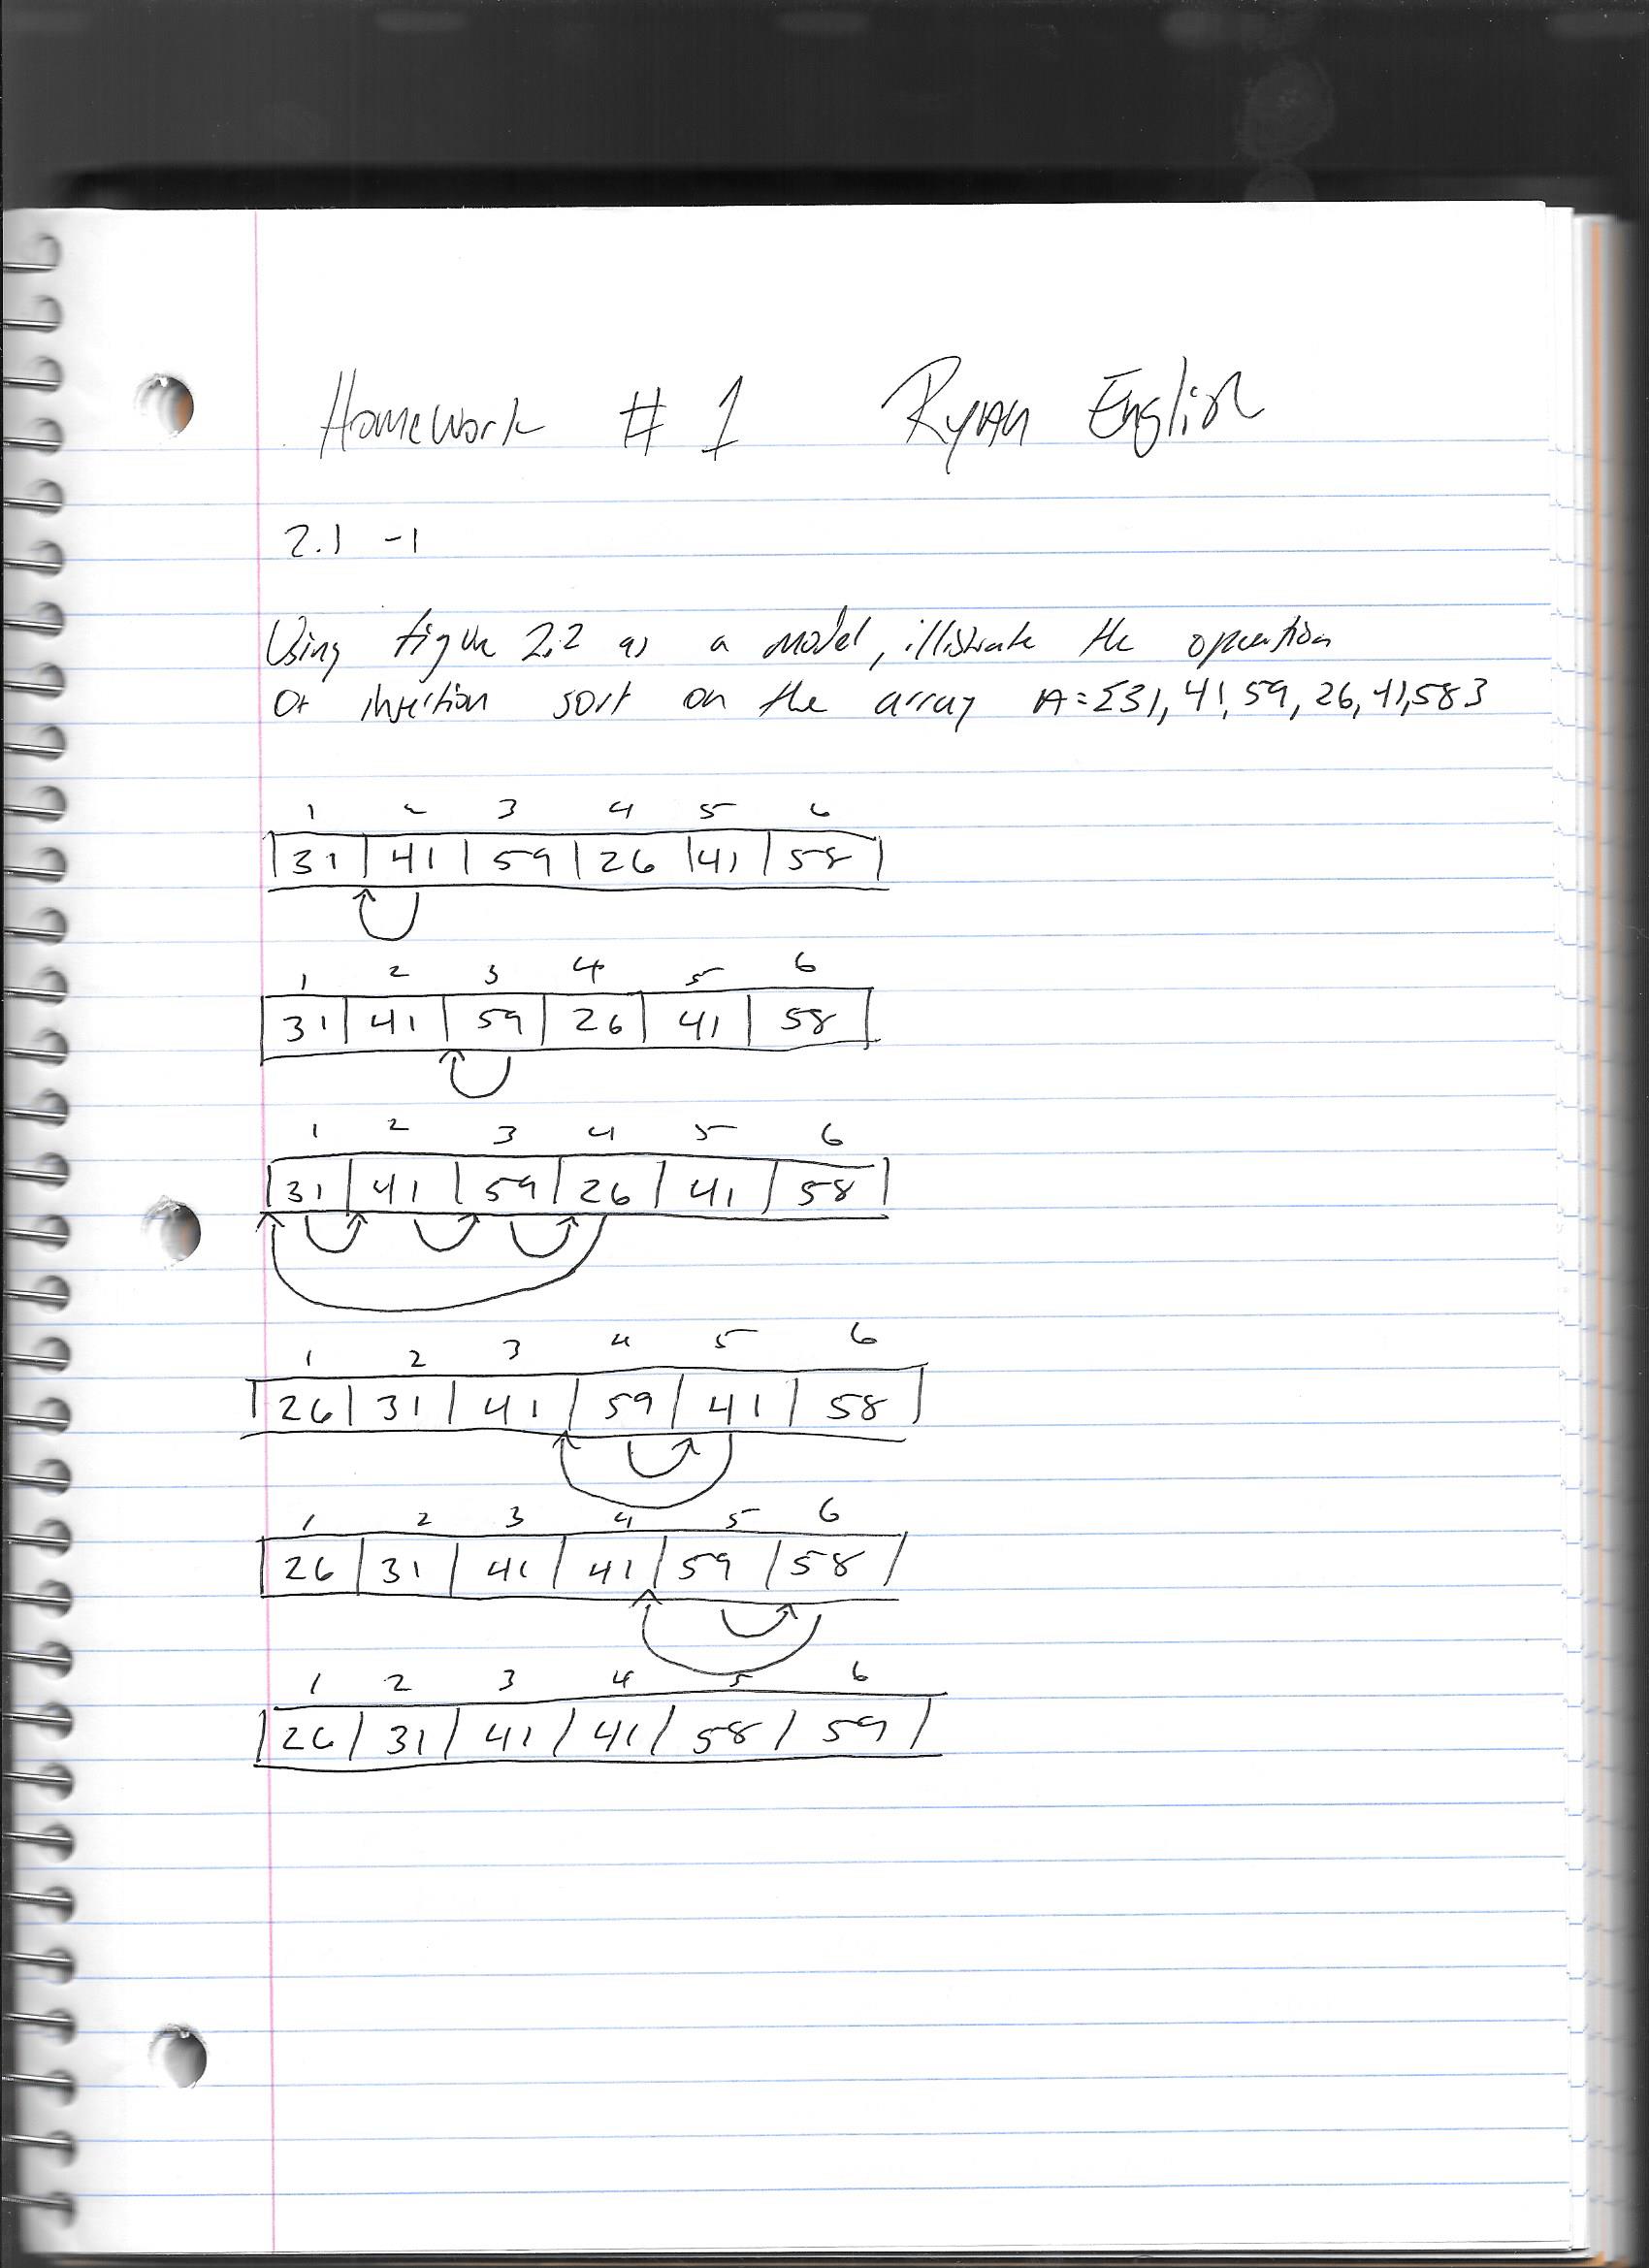 Homework # 1 Ryan English
2.1 -1
Using figure 2.2 as a model, illistrate the operation
of insertion sort on the array A={31, 41, 59, 26, 41, 58}
1 2 3 4 5 6
31 41 59 26 41 58
1 2 3 4 5 6
31 41 59 26 41 58
1 2 3 4 5 6
31 41 59 26 41 58
1 2 3 4 5 6
26 31 41 59 41 58
1 2 3 4 5 6
26 31 41 41 59 58
1 2 3 4 5 6
26 31 41 41 58 59